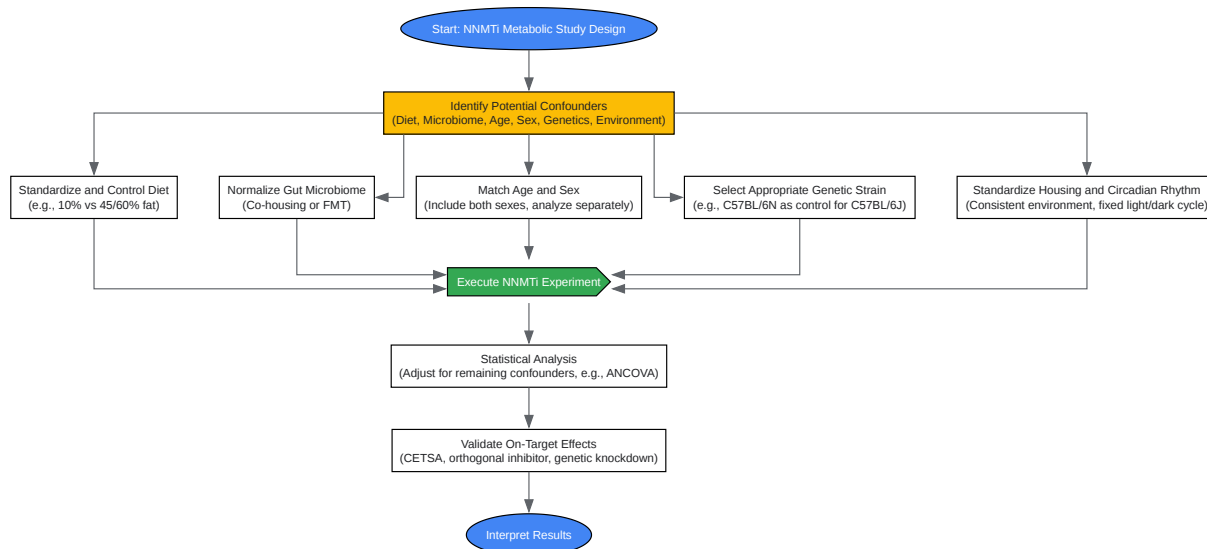 Start: NNMTi Metabolic Study Design
Identify Potential Confounders
(Diet, Microbiome, Age, Sex, Genetics, Environment)
Standardize and Control Diet
(e.g., 10% vs 45/60% fat)
Normalize Gut Microbiome
(Co-housing or FMT)
Match Age and Sex
(Include both sexes, analyze separately)
Select Appropriate Genetic Strain
(e.g., C57BL/6N as control for C57BL/6J)
Standardize Housing and Circadian Rhythm
(Consistent environment, fixed light/dark cycle)
Execute NNMTi Experiment
Statistical Analysis
(Adjust for remaining confounders, e.g., ANCOVA)
Validate On-Target Effects
(CETSA, orthogonal inhibitor, genetic knockdown)
Interpret Results